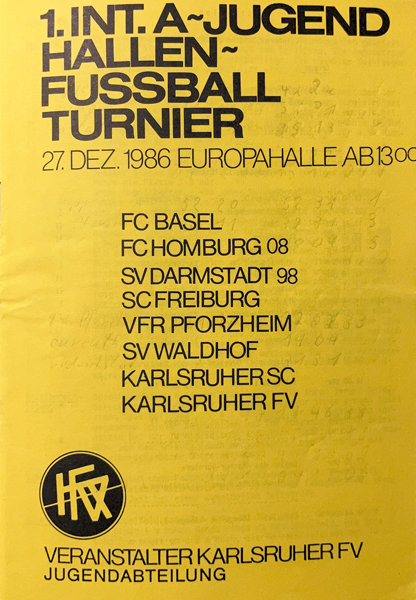 1. INT. A~JUGEND
HALLEN~
FUSSBALL
TURNIER
27. DEZ. 1986 EUROPAHALLE AB 13 00
FC BASEL
FC HOMBURG 08
SV DARMSTADT 98
SC FREIBURG
VFR PFORZHEIM
SV WALDHOF
KARLSRUHER SC
KARLSRUHER FV
KFV
VERANSTALTER KARLSRUHER FV
JUGENDABTEILUNG